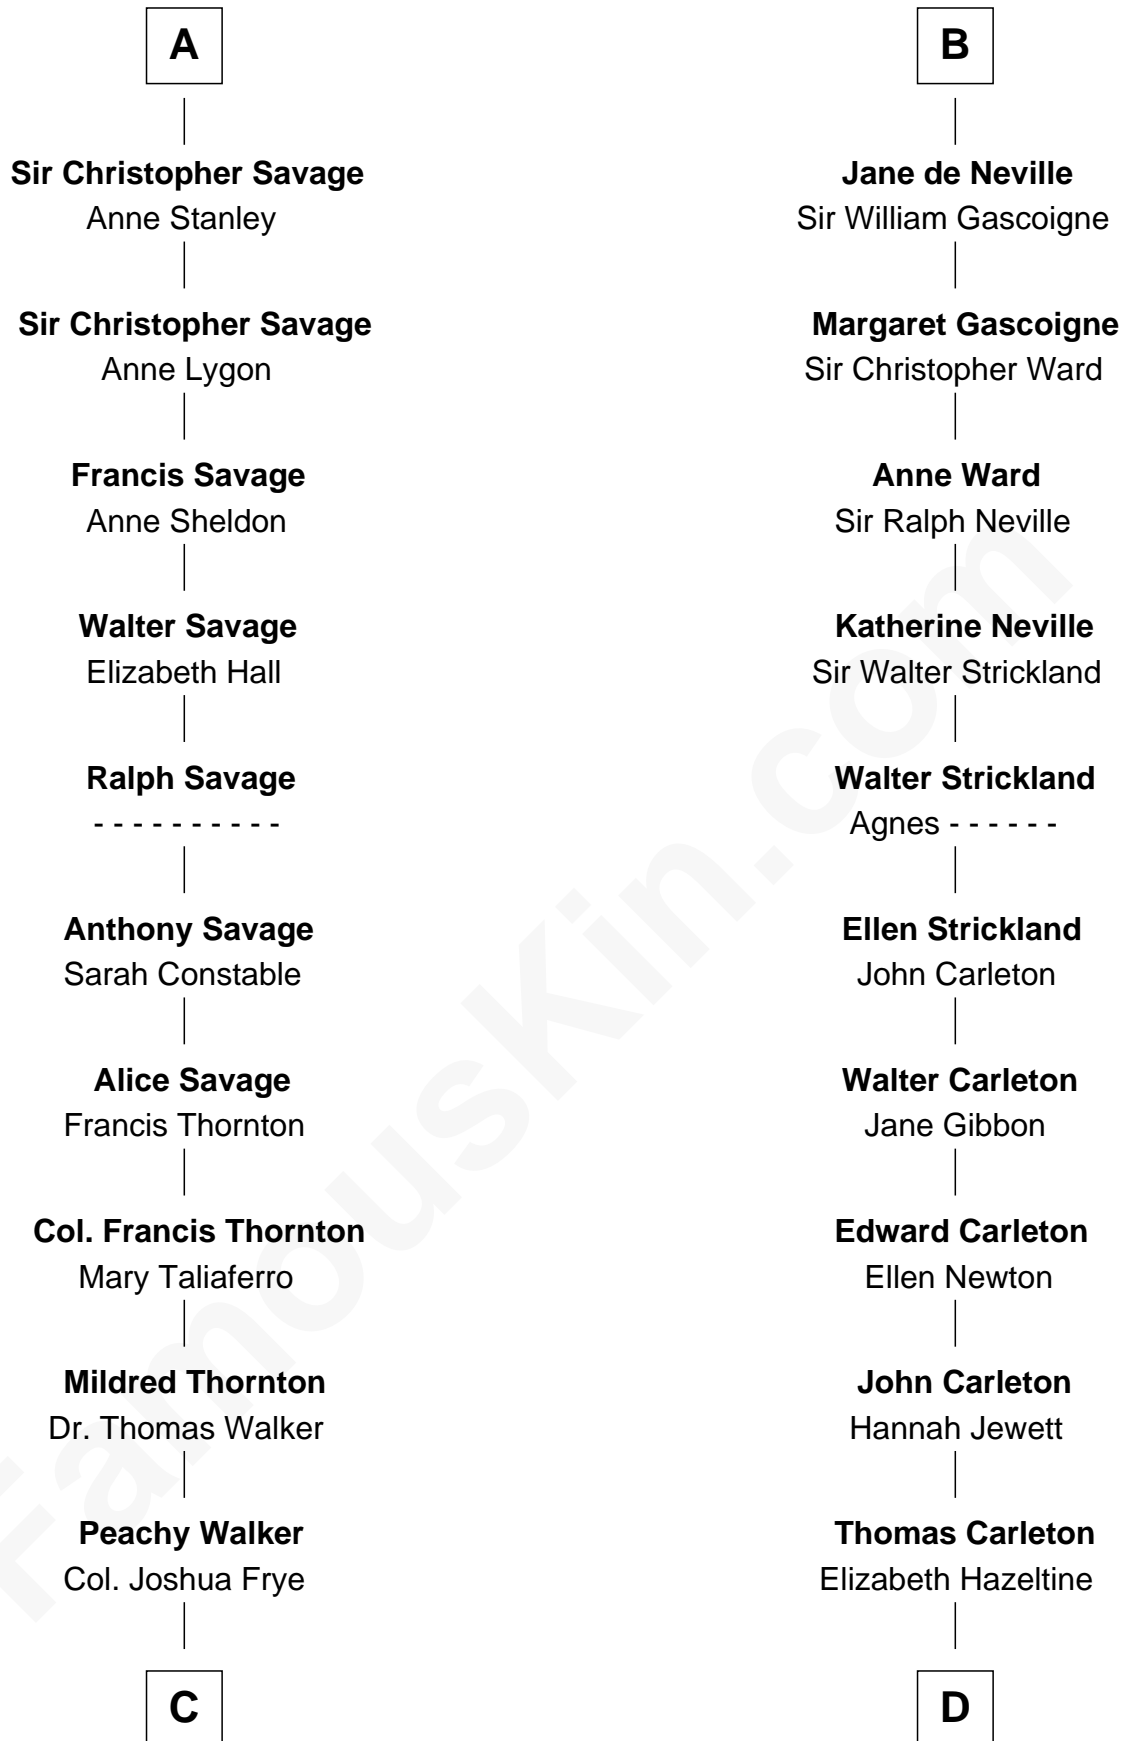 A
Sir Christopher Savage
Anne Stanley
Sir Christopher Savage
Anne Lygon
Francis Savage
Anne Sheldon
Walter Savage
Elizabeth Hall
Ralph Savage
- - - - - - - - - -
Anthony Savage
Sarah Constable
Alice Savage
Francis Thornton
Col. Francis Thornton
Mary Taliaferro
Mildred Thornton
Dr. Thomas Walker
Peachy Walker
Col. Joshua Frye
C
B
Jane de Neville
Sir William Gascoigne
Margaret Gascoigne
Sir Christopher Ward
Anne Ward
Sir Ralph Neville
Katherine Neville
Sir Walter Strickland
Walter Strickland
Agnes - - - - - -
Ellen Strickland
John Carleton
Walter Carleton
Jane Gibbon
Edward Carleton
Ellen Newton
John Carleton
Hannah Jewett
Thomas Carleton
Elizabeth Hazeltine
D
FamousKin.com